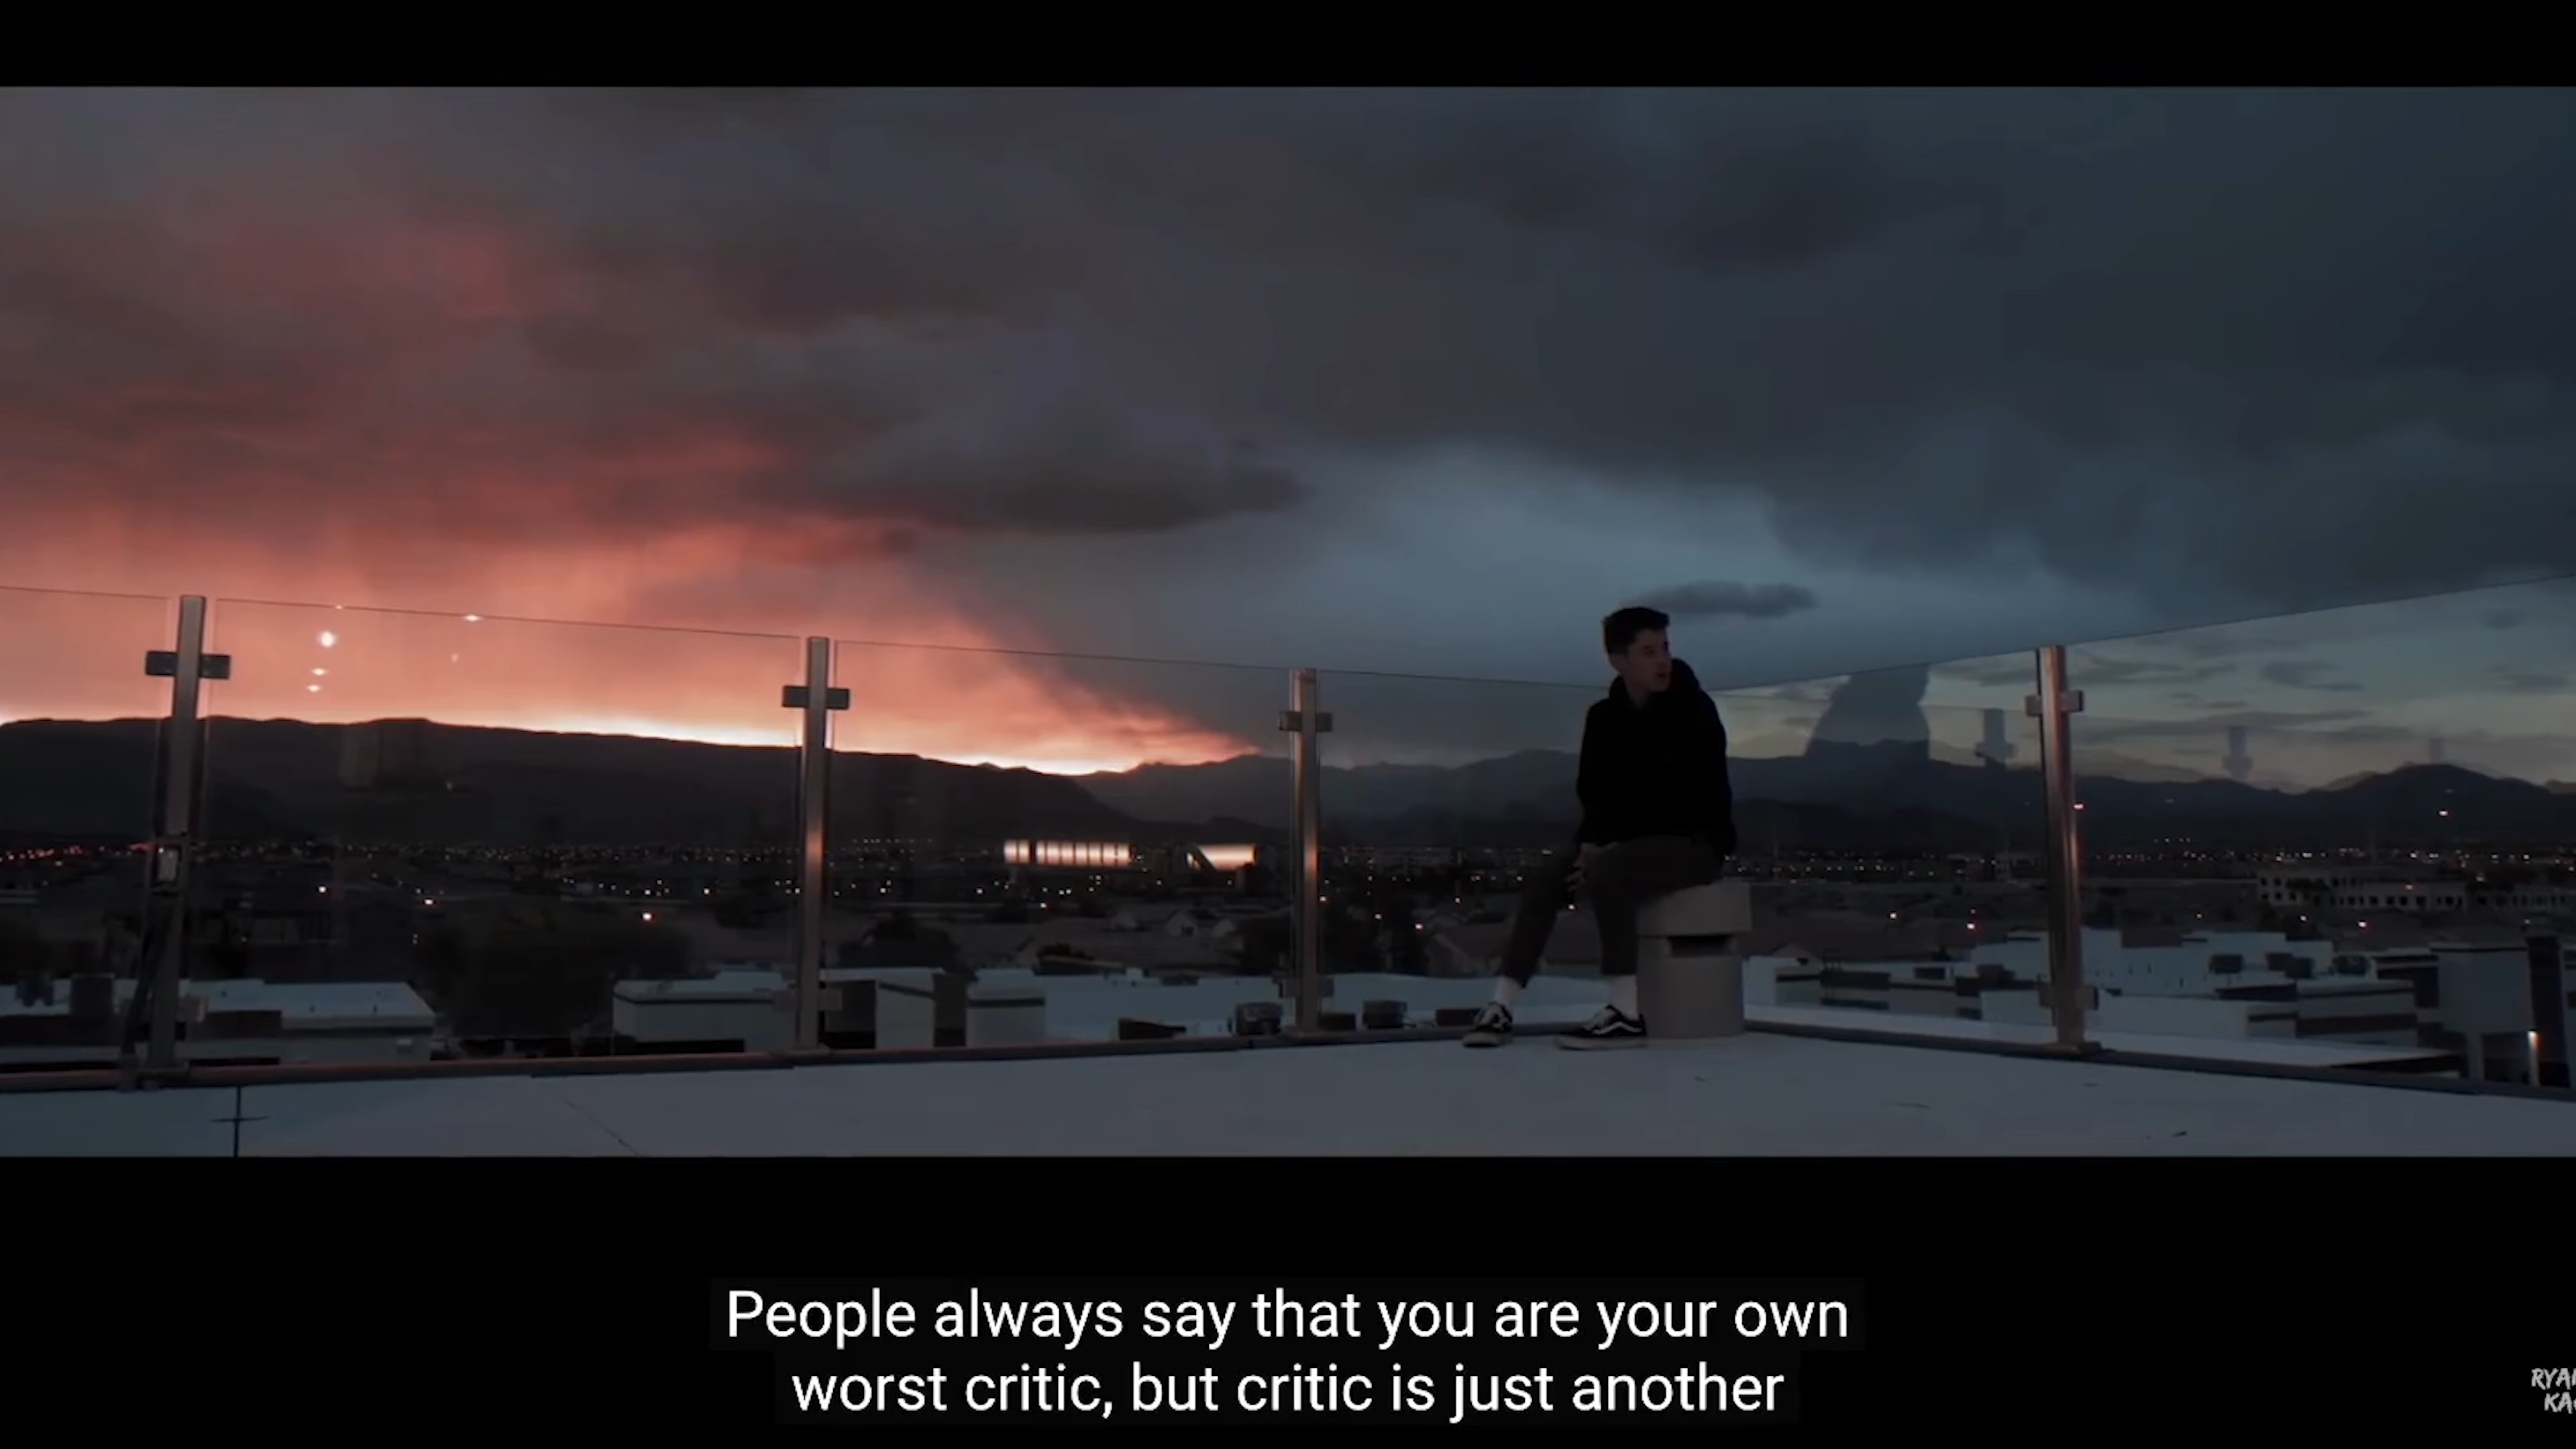 People always say that you are your own
worst critic, but critic is just another